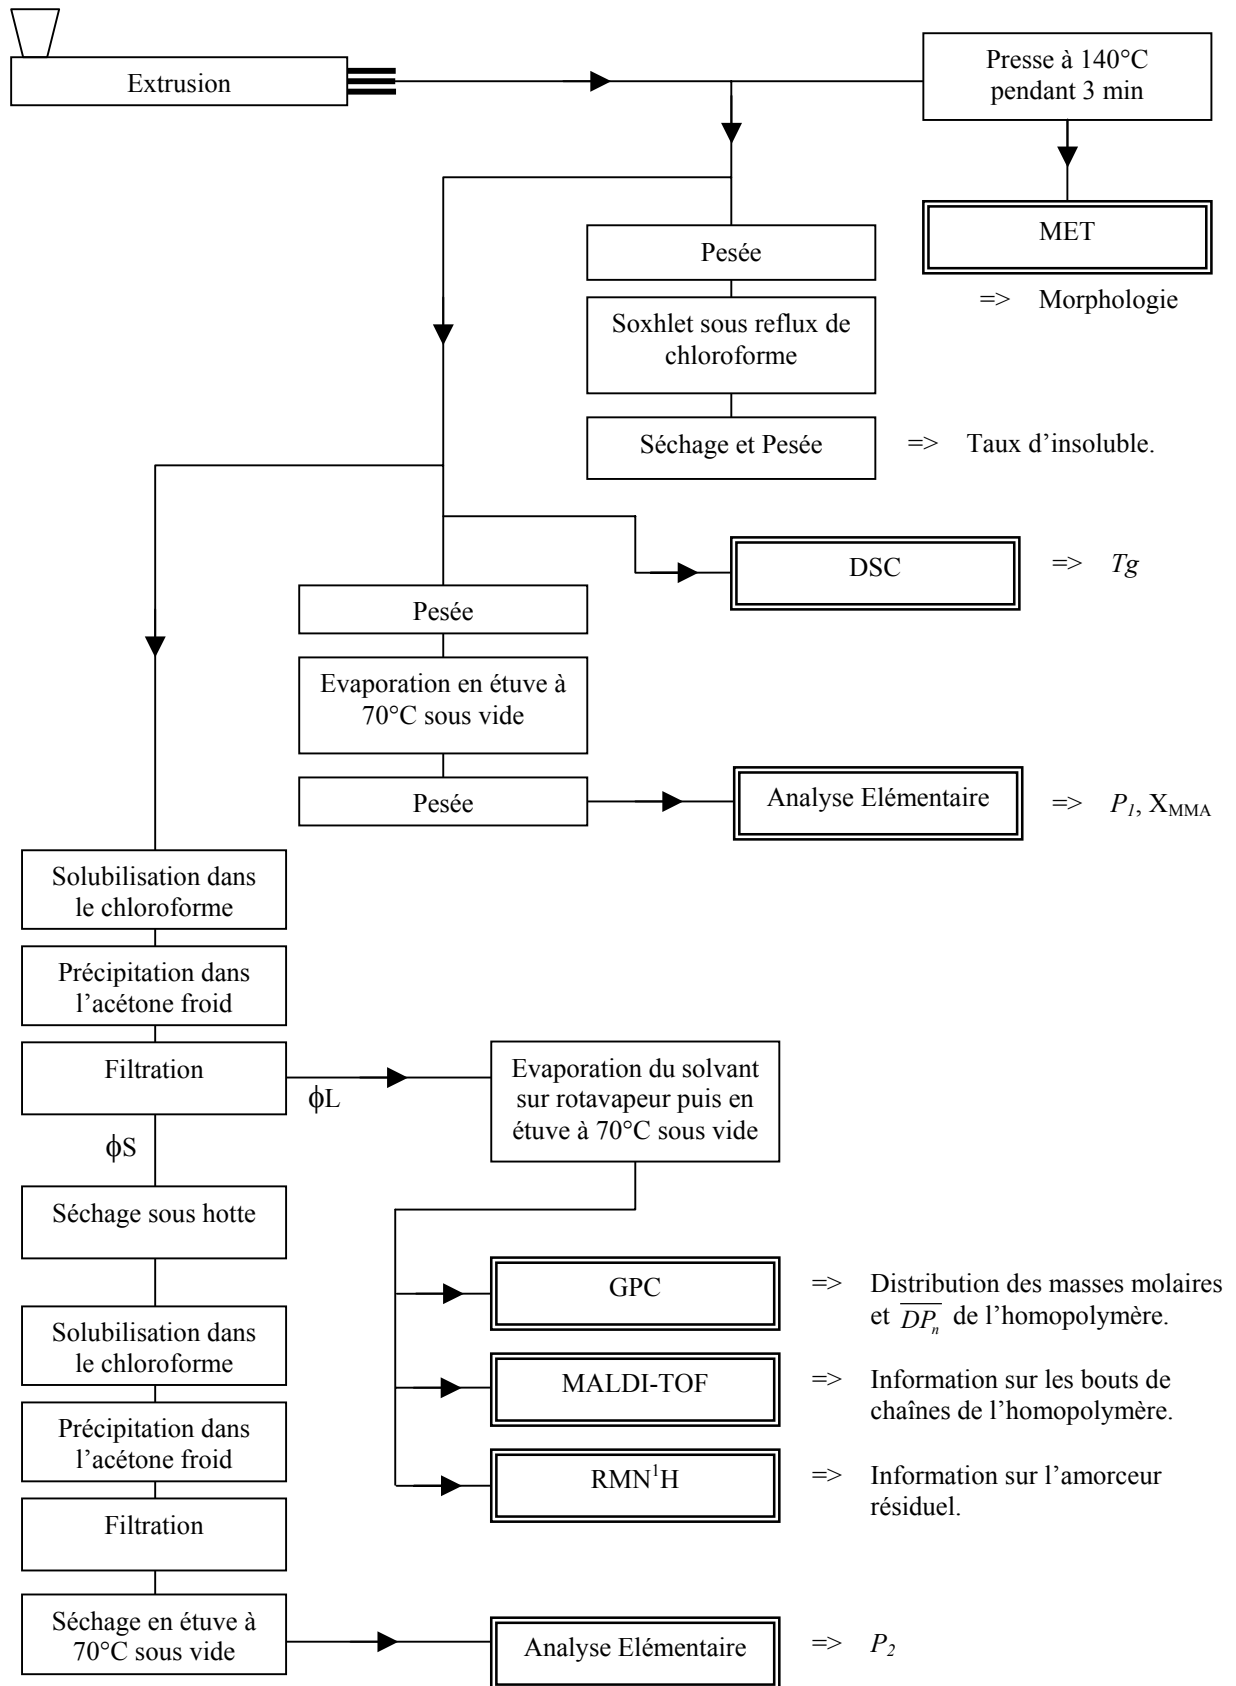 Extrusion
Presse à 140°C
pendant 3 min
MET
=> Morphologie
Pesée
Soxhlet sous reflux de
chloroforme
Séchage et Pesée
=> Taux d’insoluble.
DSC
=> Tg
Pesée
Evaporation en étuve à
70°C sous vide
Pesée
Analyse Elémentaire
=> P1, XMMA
Solubilisation dans
le chloroforme
Précipitation dans
l’acétone froid
Filtration
ϕL
ϕS
Evaporation du solvant
sur rotavapeur puis en
étuve à 70°C sous vide
Séchage sous hotte
GPC
=> Distribution des masses molaires
et \overline{DP_n} de l’homopolymère.
Solubilisation dans
le chloroforme
MALDI-TOF
=> Information sur les bouts de
chaînes de l’homopolymère.
Précipitation dans
l’acétone froid
RMN¹H
=> Information sur l’amorceur
résiduel.
Filtration
Séchage en étuve à
70°C sous vide
Analyse Elémentaire
=> P2